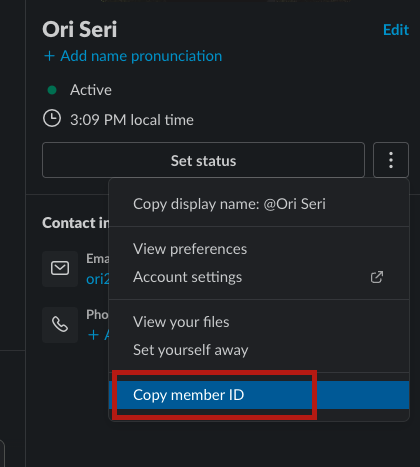 Ori Seri
Edit
+ Add name pronunciation
Active
3:09 PM local time
Set status
Copy display name: @Ori Seri
Contact in
View preferences
Ema
ori2
Account settings
Pho
View your files
+ A
Set yourself away
Copy member ID